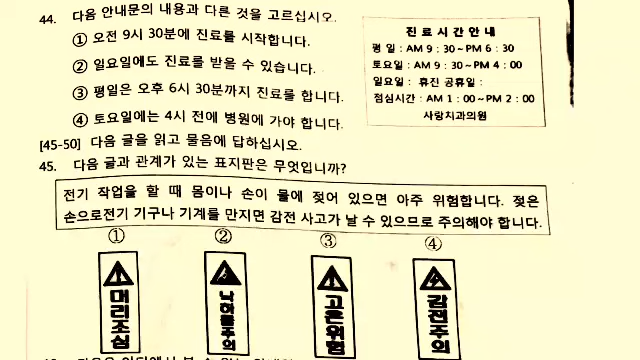 44. 다음 안내문의 내용과 다른 것을 고르십시오.
① 오전 9시 30분에 진료를 시작합니다.
② 일요일에도 진료를 받을 수 있습니다.
③ 평일은 오후 6시 30분까지 진료를 합니다.
④ 토요일에는 4시 전에 병원에 가야 합니다.
진료시간안내
평 일 : AM 9 : 30 ~ PM 6 : 30
토요일 : AM 9 : 30 ~ PM 4 : 00
일요일 : 휴진 공휴일 :
점심시간 : AM 1 : 00 ~ PM 2 : 00
사랑치과의원
[45-50] 다음 글을 읽고 물음에 답하십시오.
45. 다음 글과 관계가 있는 표지판은 무엇입니까?
전기 작업을 할 때 몸이나 손이 물에 젖어 있으면 아주 위험합니다. 젖은
손으로전기 기구나 기계를 만지면 감전 사고가 날 수 있으므로 주의해야 합니다.
① ② ③ ④
머리조심
낙하물주의
고온위험
감전주의